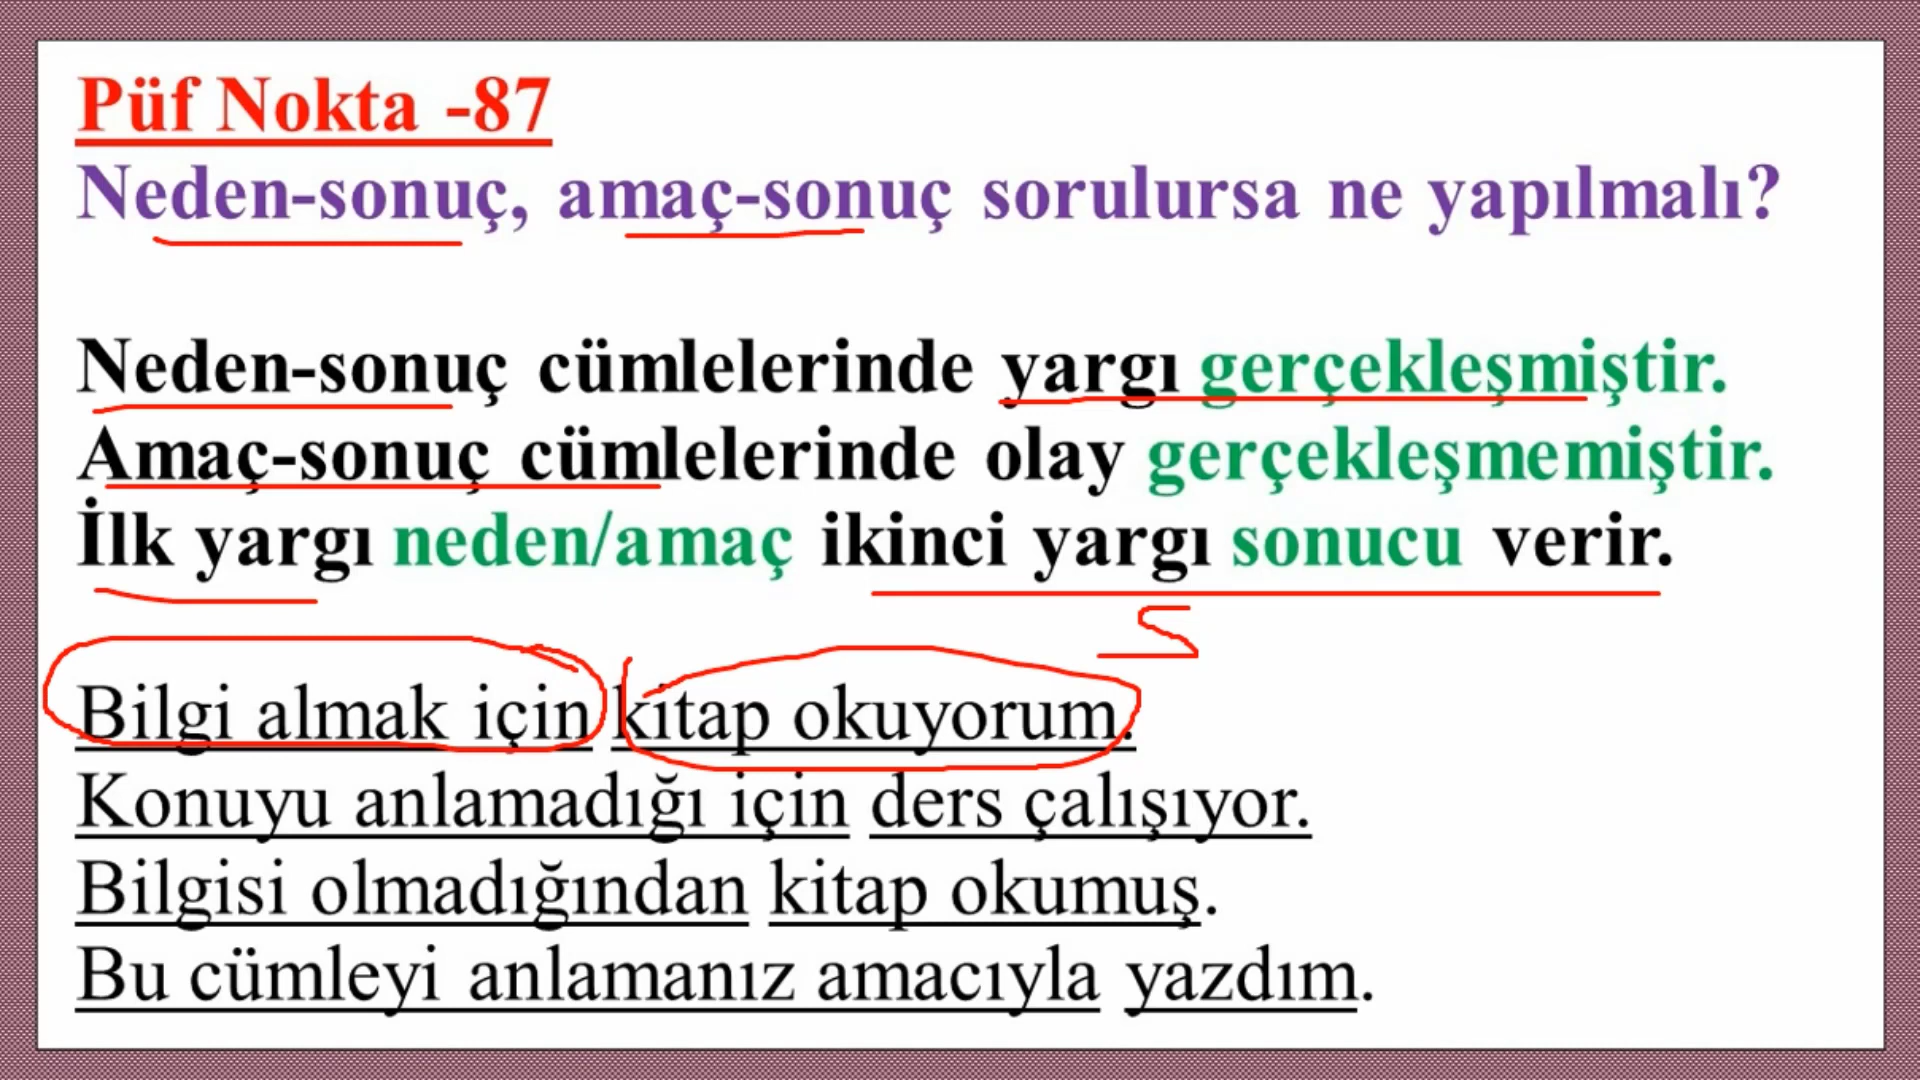 Püf Nokta -87
Neden-sonuç, amaç-sonuç sorulursa ne yapılmalı?
Neden-sonuç cümlelerinde yargı gerçekleşmiştir.
Amaç-sonuç cümlelerinde olay gerçekleşmemiştir.
İlk yargı neden/amaç ikinci yargı sonucu verir.
S
Bilgi almak için kitap okuyorum.
Konuyu anlamadığı için ders çalışıyor.
Bilgisi olmadığından kitap okumuş.
Bu cümleyi anlamanız amacıyla yazdım.